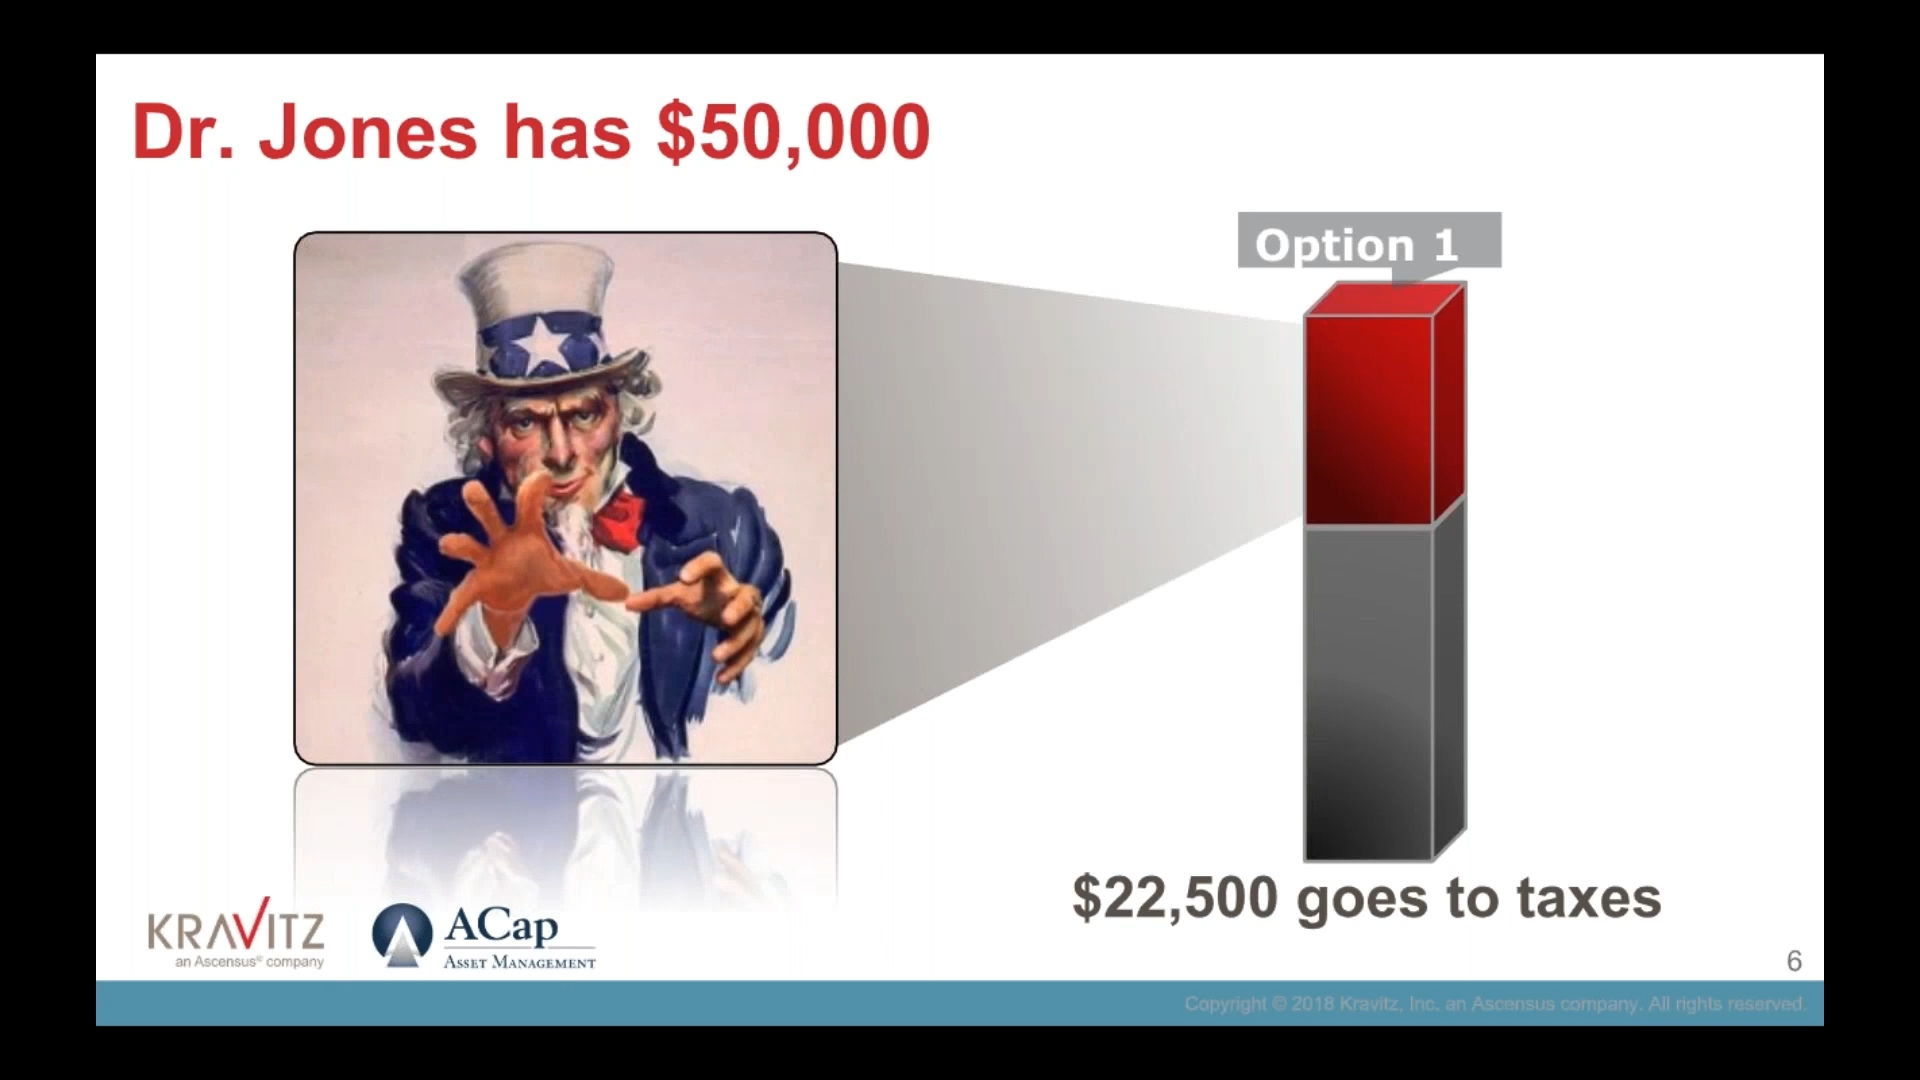 Dr. Jones has $50,000
Option 1
$22,500 goes to taxes
KRAVITZ
an Ascensus® company
ACap
ASSET MANAGEMENT
6
Copyright © 2018 Kravitz, Inc. an Ascensus company. All rights reserved.